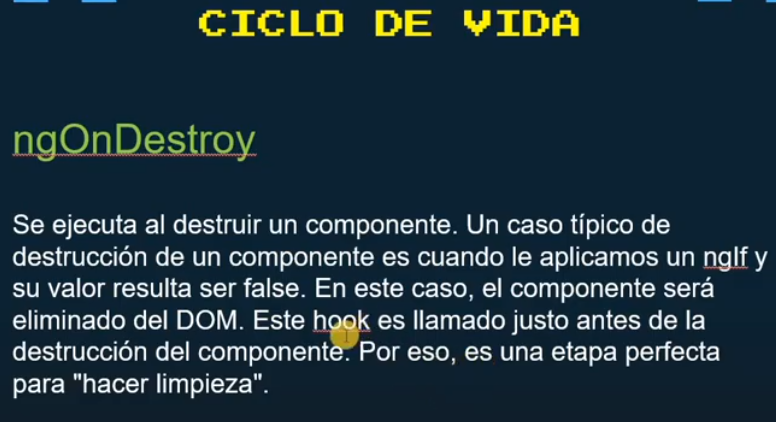 CICLO DE VIDA
ngOnDestroy
Se ejecuta al destruir un componente. Un caso típico de
destrucción de un componente es cuando le aplicamos un ngIf y
su valor resulta ser false. En este caso, el componente será
eliminado del DOM. Este hook es llamado justo antes de la
destrucción del componente. Por eso, es una etapa perfecta
para "hacer limpieza".